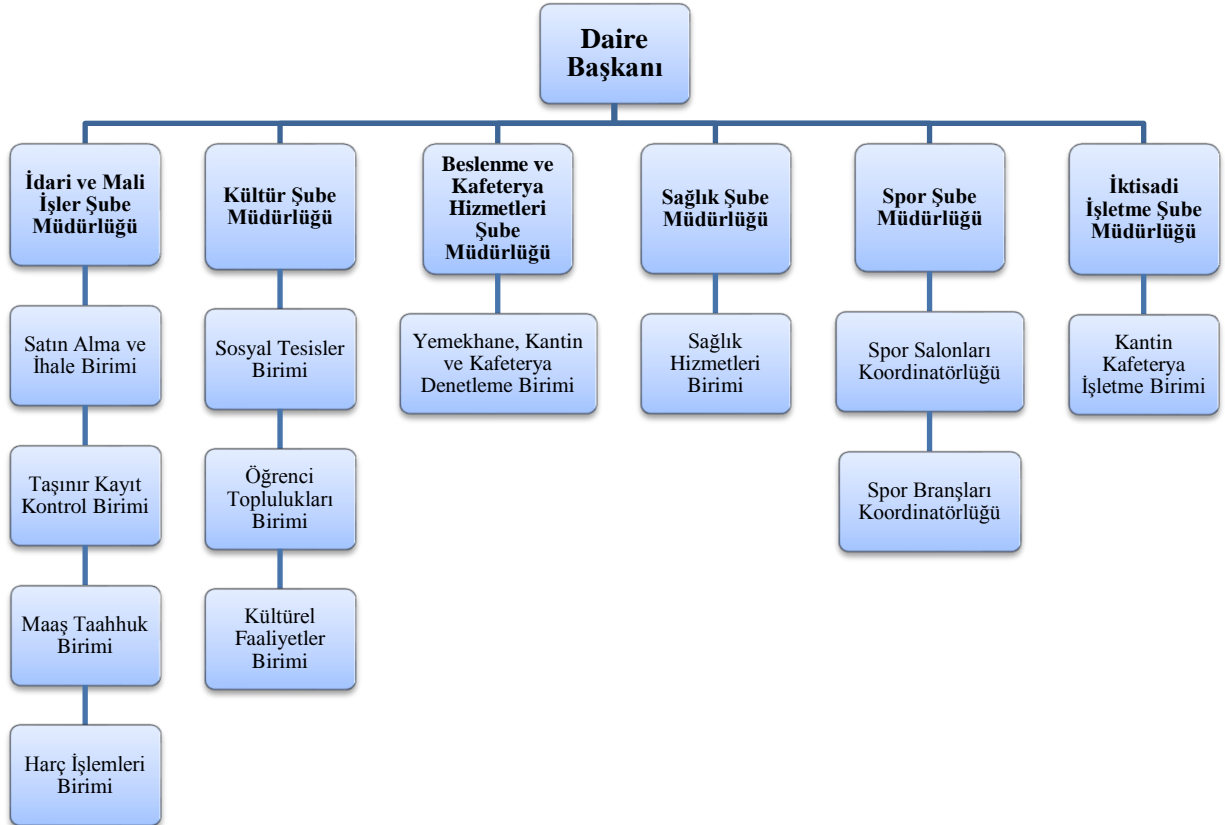 Daire
Başkanı
İdari ve Mali
İşler Şube
Müdürlüğü
Kültür Şube
Müdürlüğü
Beslenme ve
Kafeterya
Hizmetleri
Şube
Müdürlüğü
Sağlık Şube
Müdürlüğü
Spor Şube
Müdürlüğü
İktisadi
İşletme Şube
Müdürlüğü
Satın Alma ve
İhale Birimi
Sosyal Tesisler
Birimi
Yemekhane, Kantin
ve Kafeterya
Denetleme Birimi
Sağlık
Hizmetleri
Birimi
Spor Salonları
Koordinatörlüğü
Kantin
Kafeterya
İşletme Birimi
Taşınır Kayıt
Kontrol Birimi
Öğrenci
Toplulukları
Birimi
Spor Branşları
Koordinatörlüğü
Maaş Taahhuk
Birimi
Kültürel
Faaliyetler
Birimi
Harç İşlemleri
Birimi